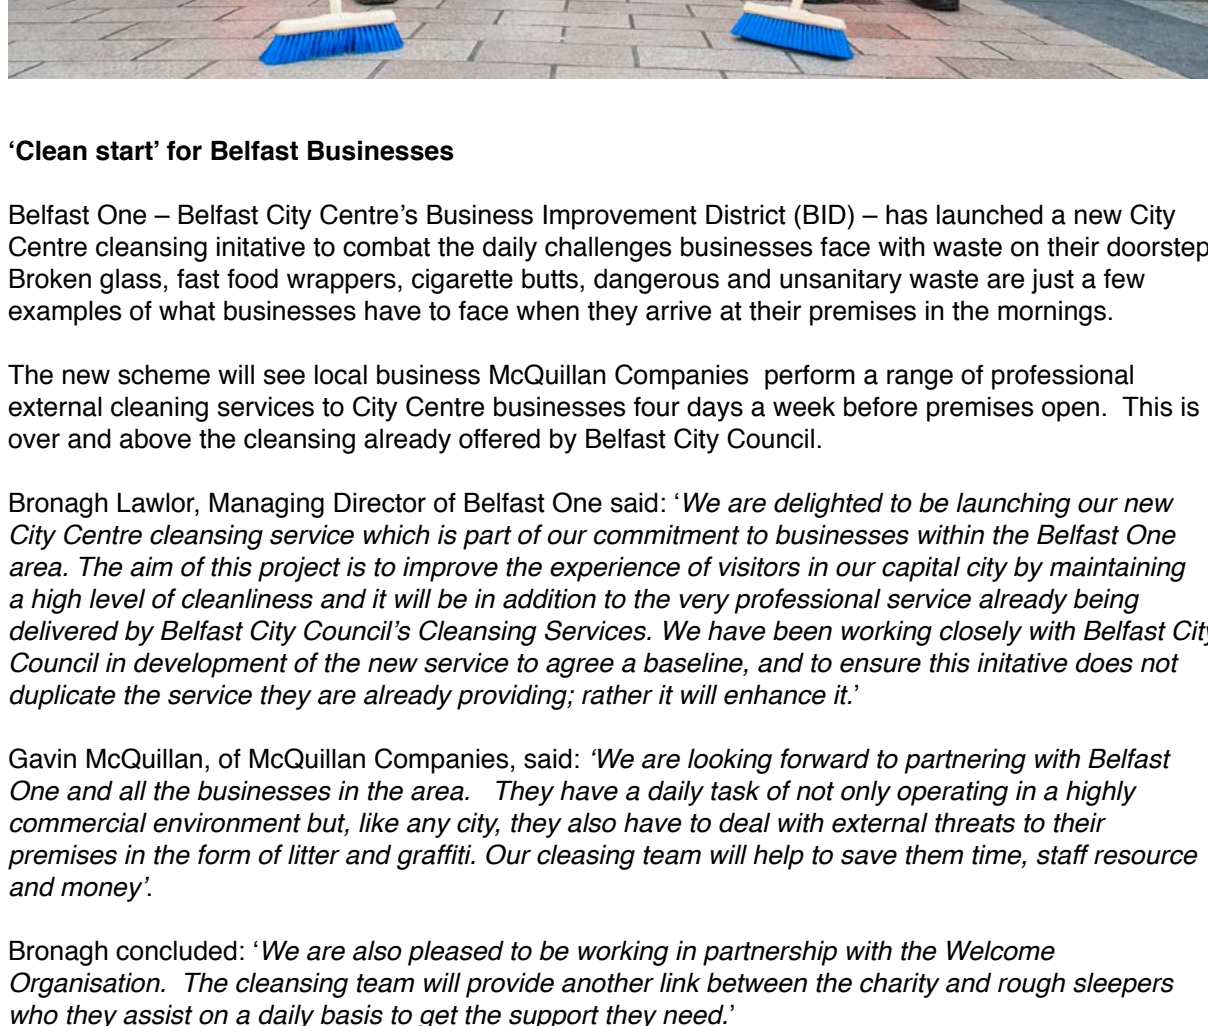 ‘Clean start’ for Belfast Businesses
Belfast One – Belfast City Centre’s Business Improvement District (BID) – has launched a new City
Centre cleansing initative to combat the daily challenges businesses face with waste on their doorstep
Broken glass, fast food wrappers, cigarette butts, dangerous and unsanitary waste are just a few
examples of what businesses have to face when they arrive at their premises in the mornings.
The new scheme will see local business McQuillan Companies  perform a range of professional
external cleaning services to City Centre businesses four days a week before premises open.  This is
over and above the cleansing already offered by Belfast City Council.
Bronagh Lawlor, Managing Director of Belfast One said: ‘We are delighted to be launching our new
City Centre cleansing service which is part of our commitment to businesses within the Belfast One
area. The aim of this project is to improve the experience of visitors in our capital city by maintaining
a high level of cleanliness and it will be in addition to the very professional service already being
delivered by Belfast City Council’s Cleansing Services. We have been working closely with Belfast City
Council in development of the new service to agree a baseline, and to ensure this initative does not
duplicate the service they are already providing; rather it will enhance it.’
Gavin McQuillan, of McQuillan Companies, said: ‘We are looking forward to partnering with Belfast
One and all the businesses in the area.   They have a daily task of not only operating in a highly
commercial environment but, like any city, they also have to deal with external threats to their
premises in the form of litter and graffiti. Our cleasing team will help to save them time, staff resource
and money’.
Bronagh concluded: ‘We are also pleased to be working in partnership with the Welcome
Organisation.  The cleansing team will provide another link between the charity and rough sleepers
who they assist on a daily basis to get the support they need.’